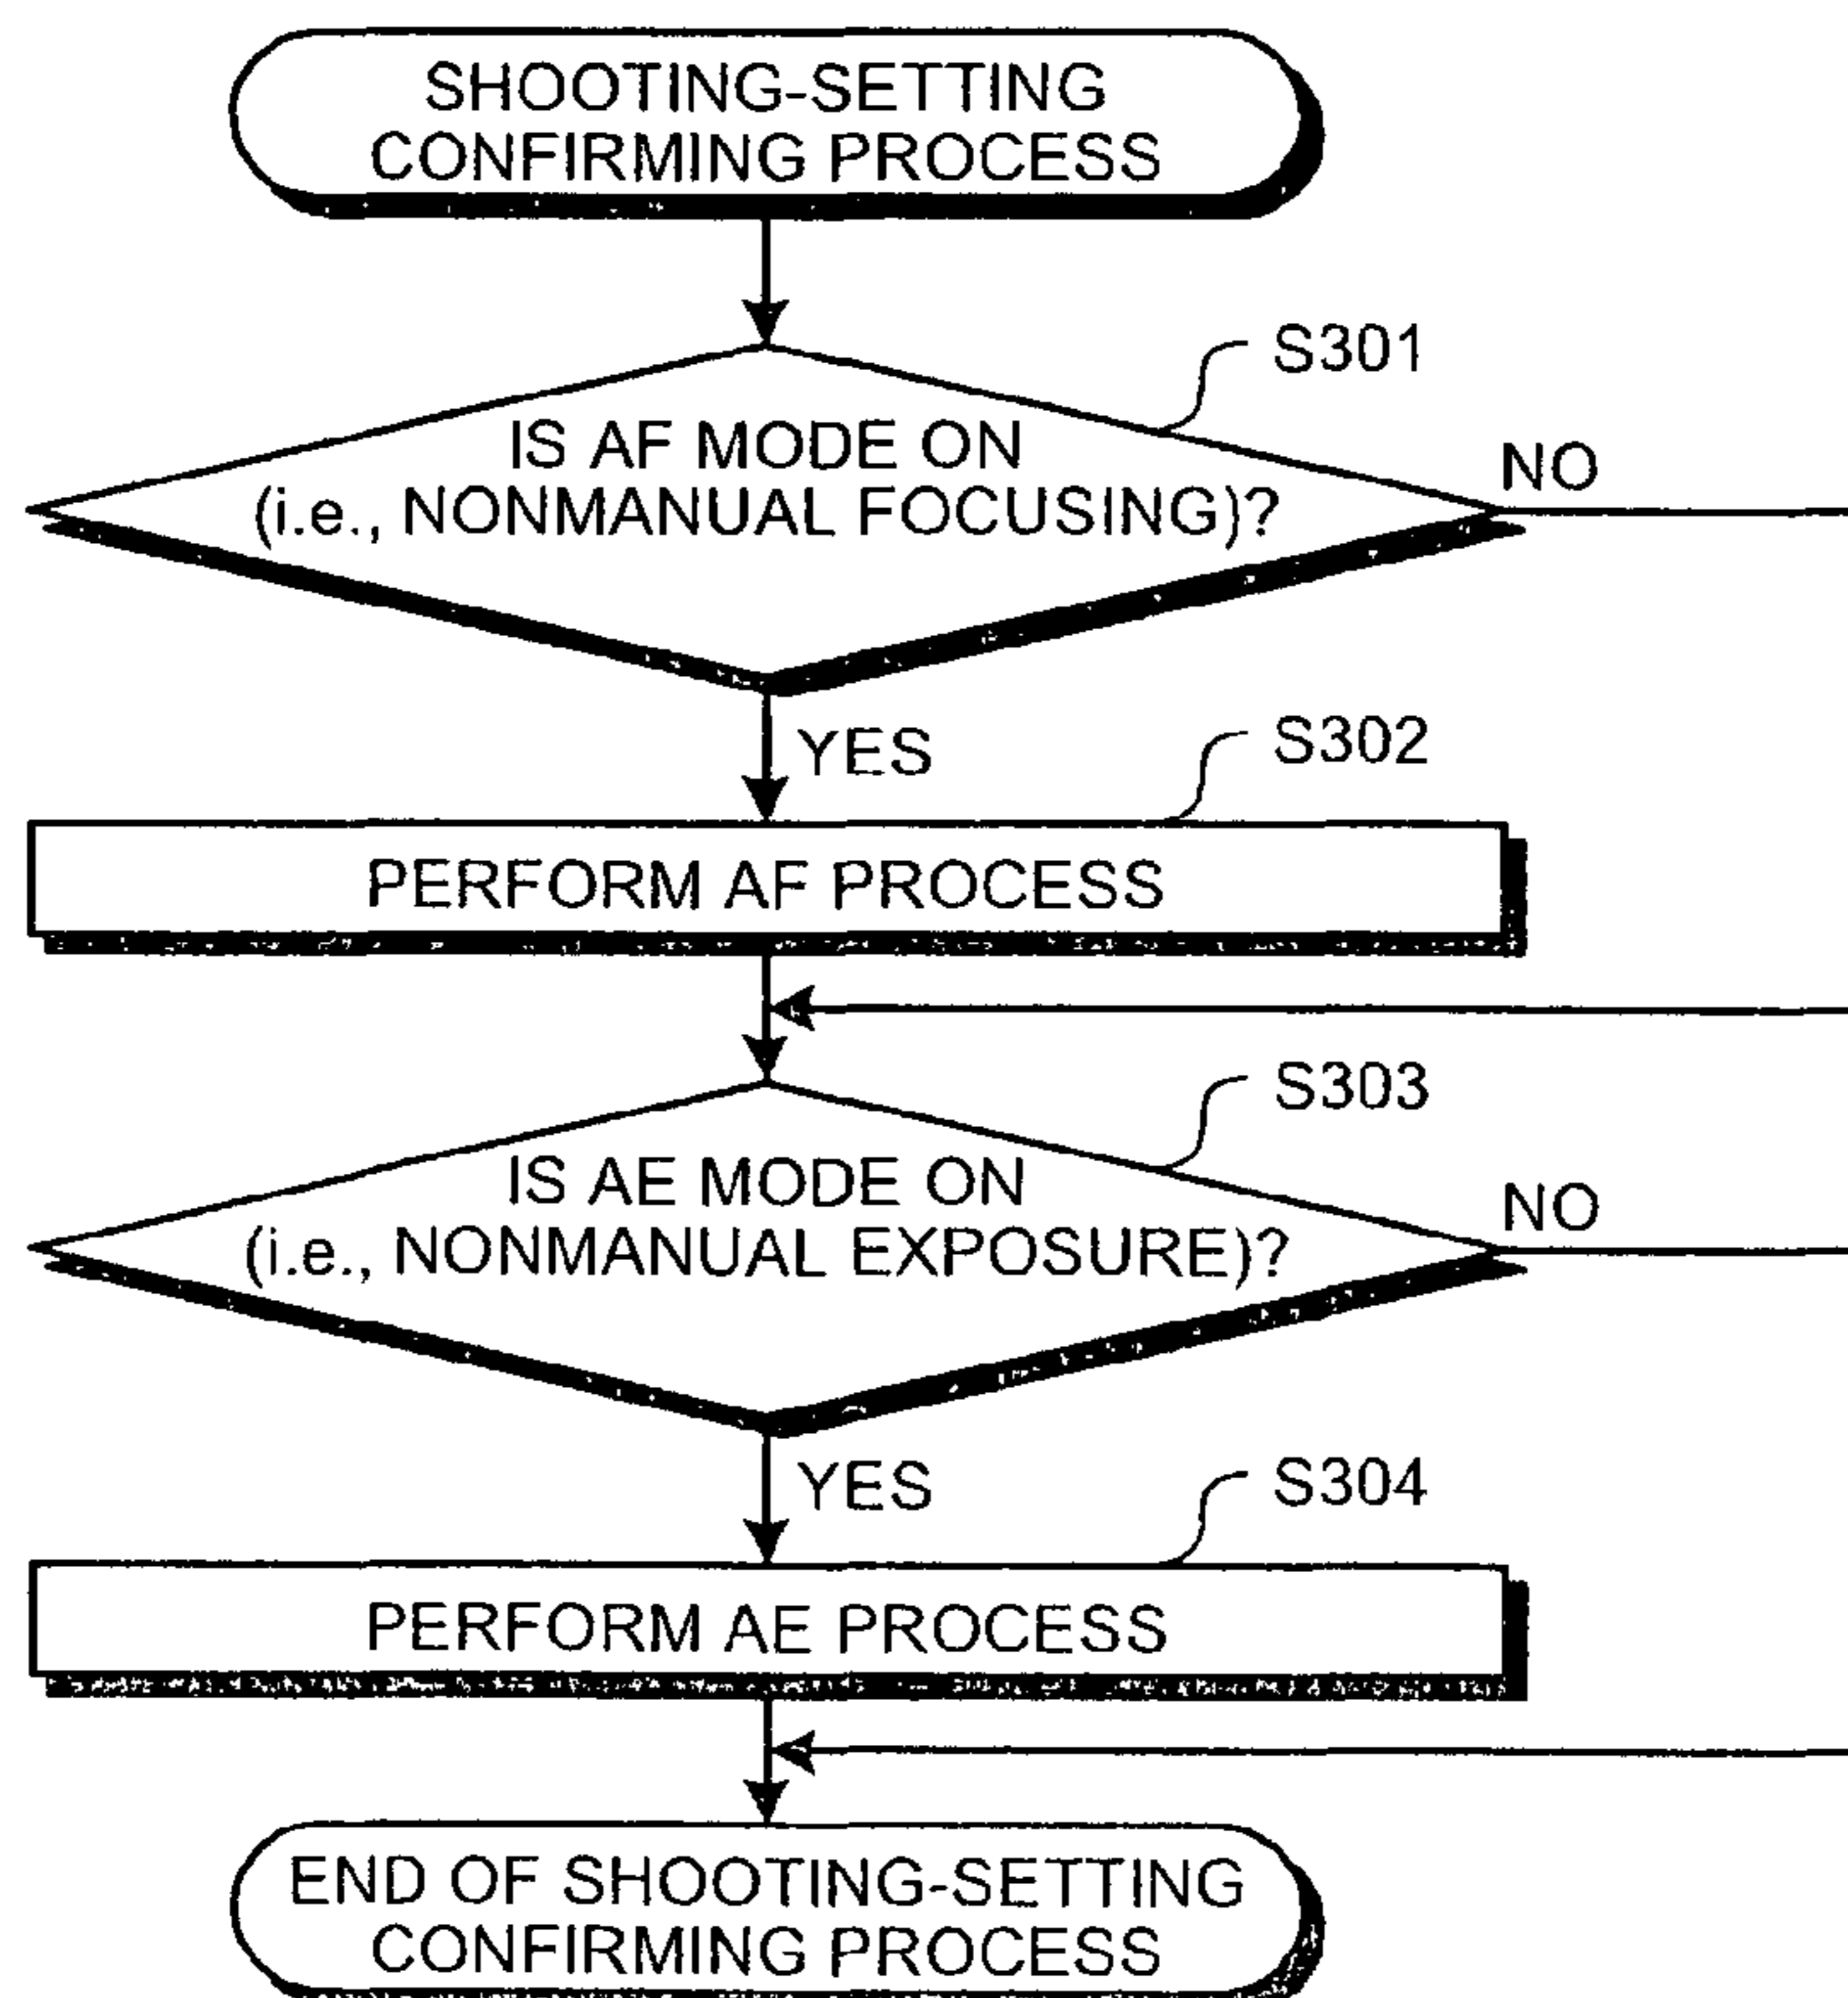 SHOOTING-SETTING
CONFIRMING PROCESS
S301
IS AF MODE ON
(i.e., NONMANUAL FOCUSING)?
NO
YES
S302
PERFORM AF PROCESS
S303
IS AE MODE ON
(i.e., NONMANUAL EXPOSURE)?
NO
YES
S304
PERFORM AE PROCESS
END OF SHOOTING-SETTING
CONFIRMING PROCESS